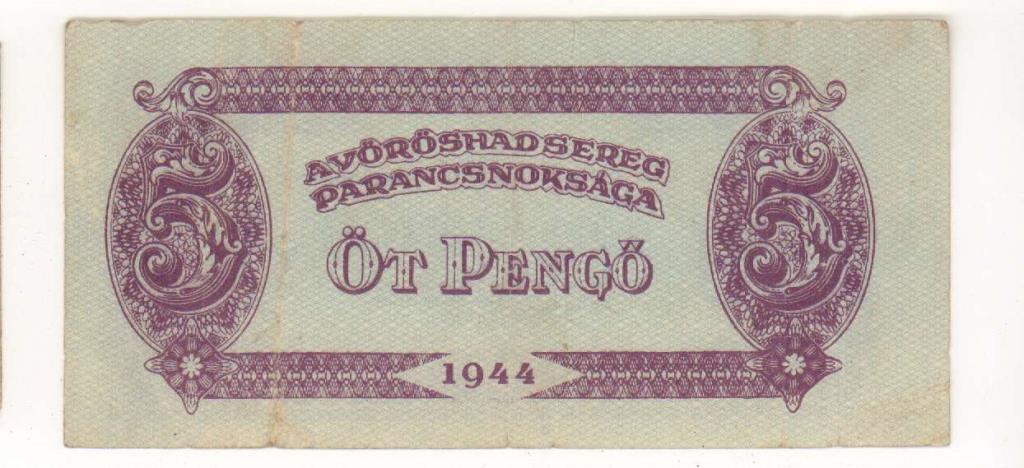 A VÖRÖSHADSEREG
PARANCSNOKSÁGA
5 5
ÖT PENGŐ
1944